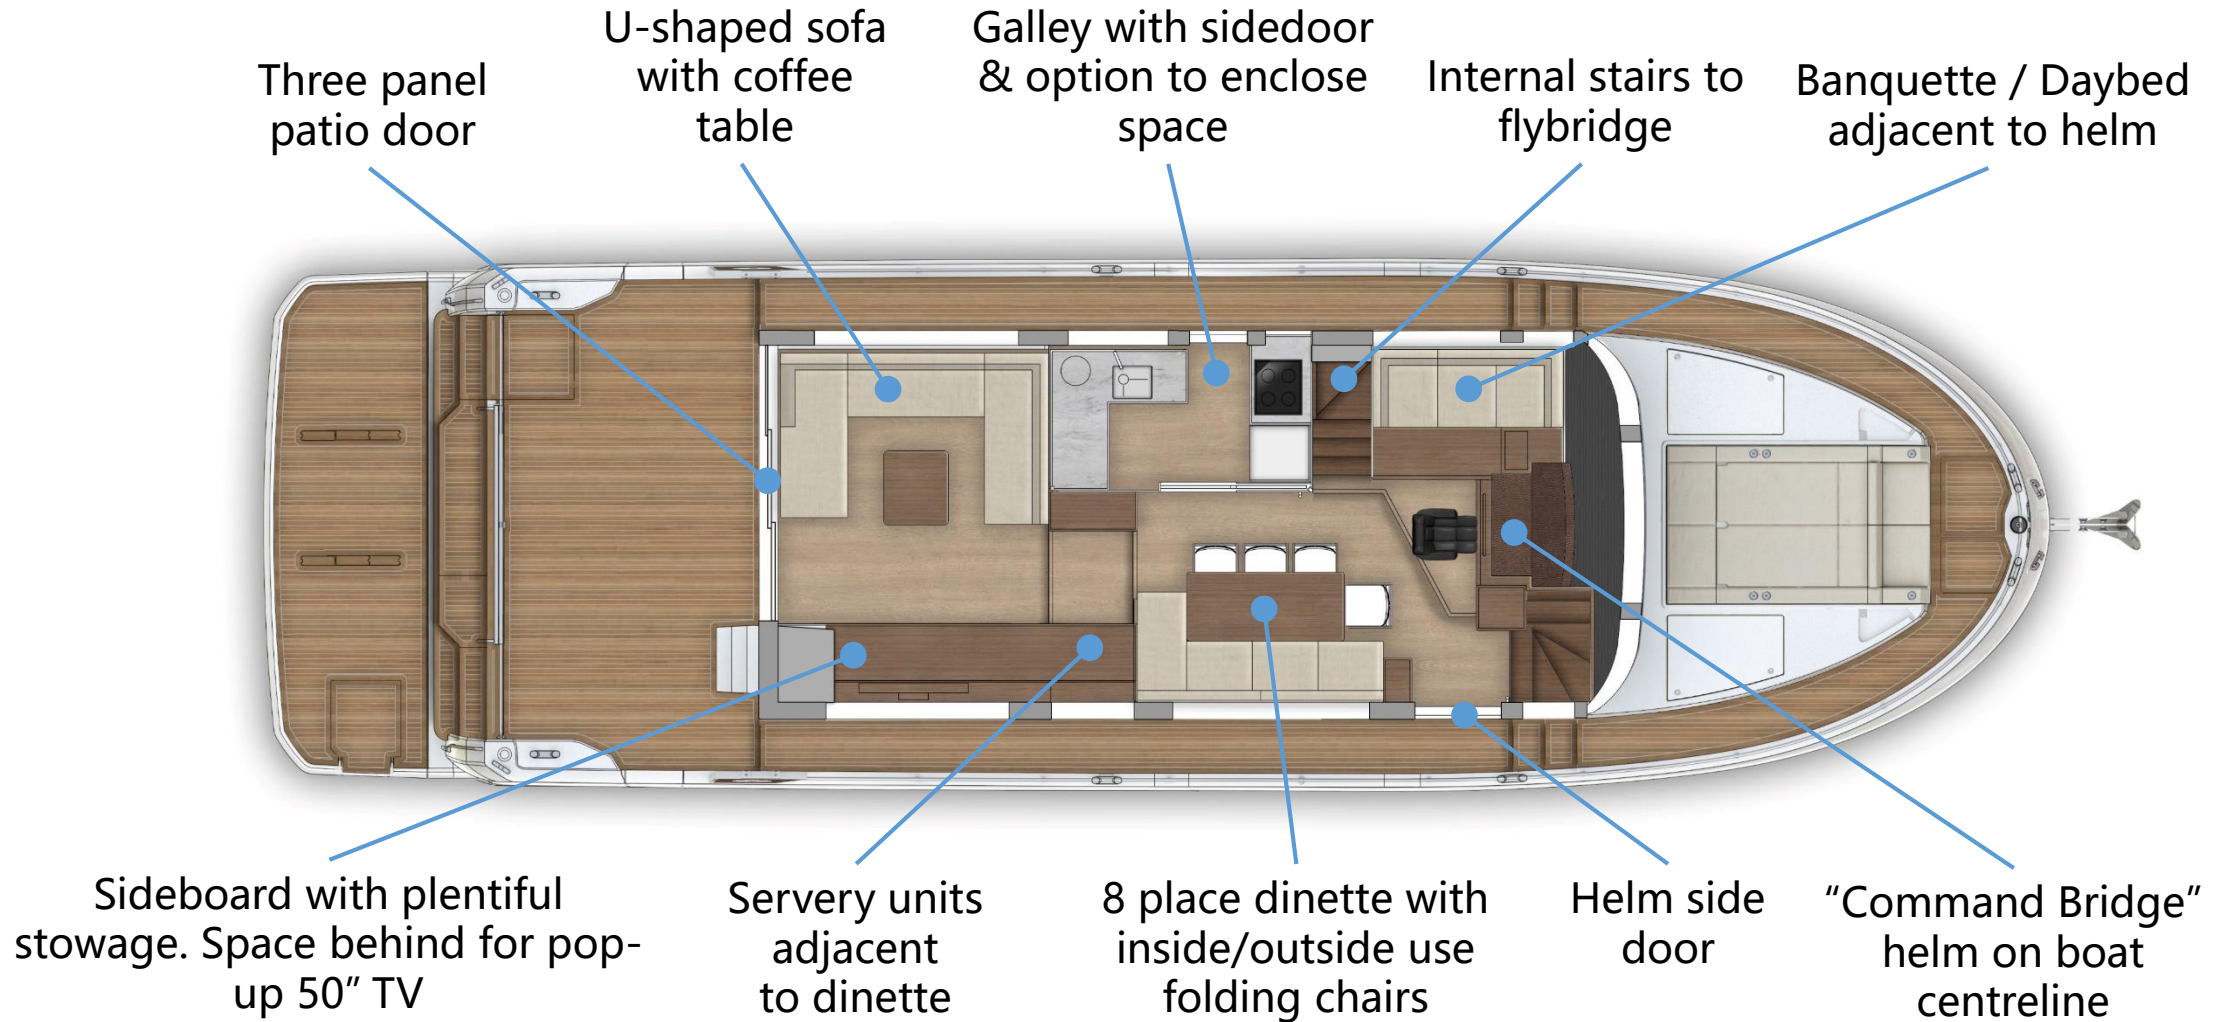 Three panel
patio door
U-shaped sofa
with coffee
table
Galley with sidedoor
& option to enclose
space
Internal stairs to
flybridge
Banquette / Daybed
adjacent to helm
Sideboard with plentiful
stowage. Space behind for pop-
up 50” TV
Servery units
adjacent
to dinette
8 place dinette with
inside/outside use
folding chairs
Helm side
door
“Command Bridge”
helm on boat
centreline